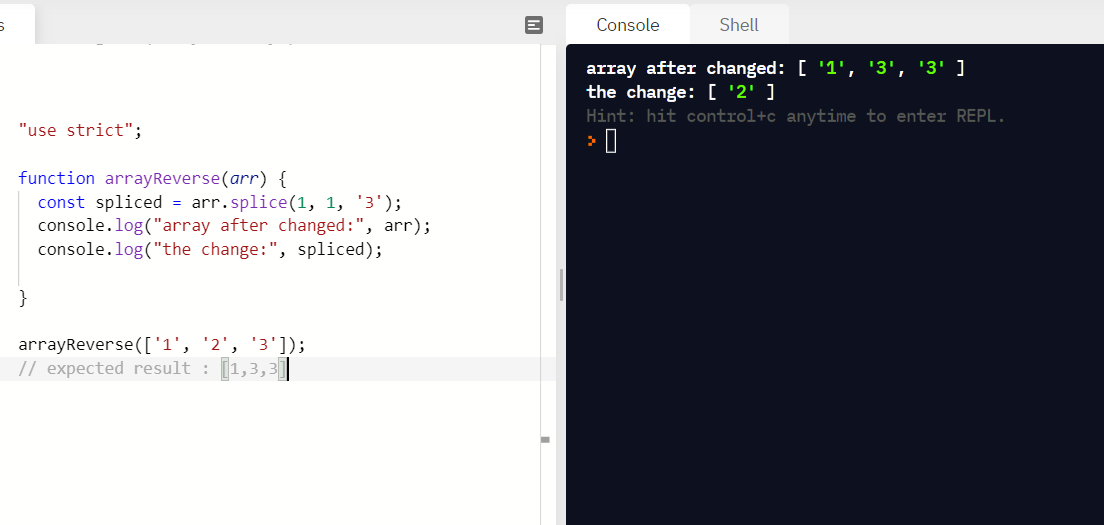 s
"use strict";
function arrayReverse(arr) {
const spliced = arr.splice(1, 1, '3');
console.log("array after changed:", arr);
console.log("the change:", spliced);
}
arrayReverse(['1', '2', '3']);
// expected result : [1,3,3]
Console
Shell
array after changed: [ '1', '3', '3' ]
the change: [ '2' ]
Hint: hit control+c anytime to enter REPL.
>